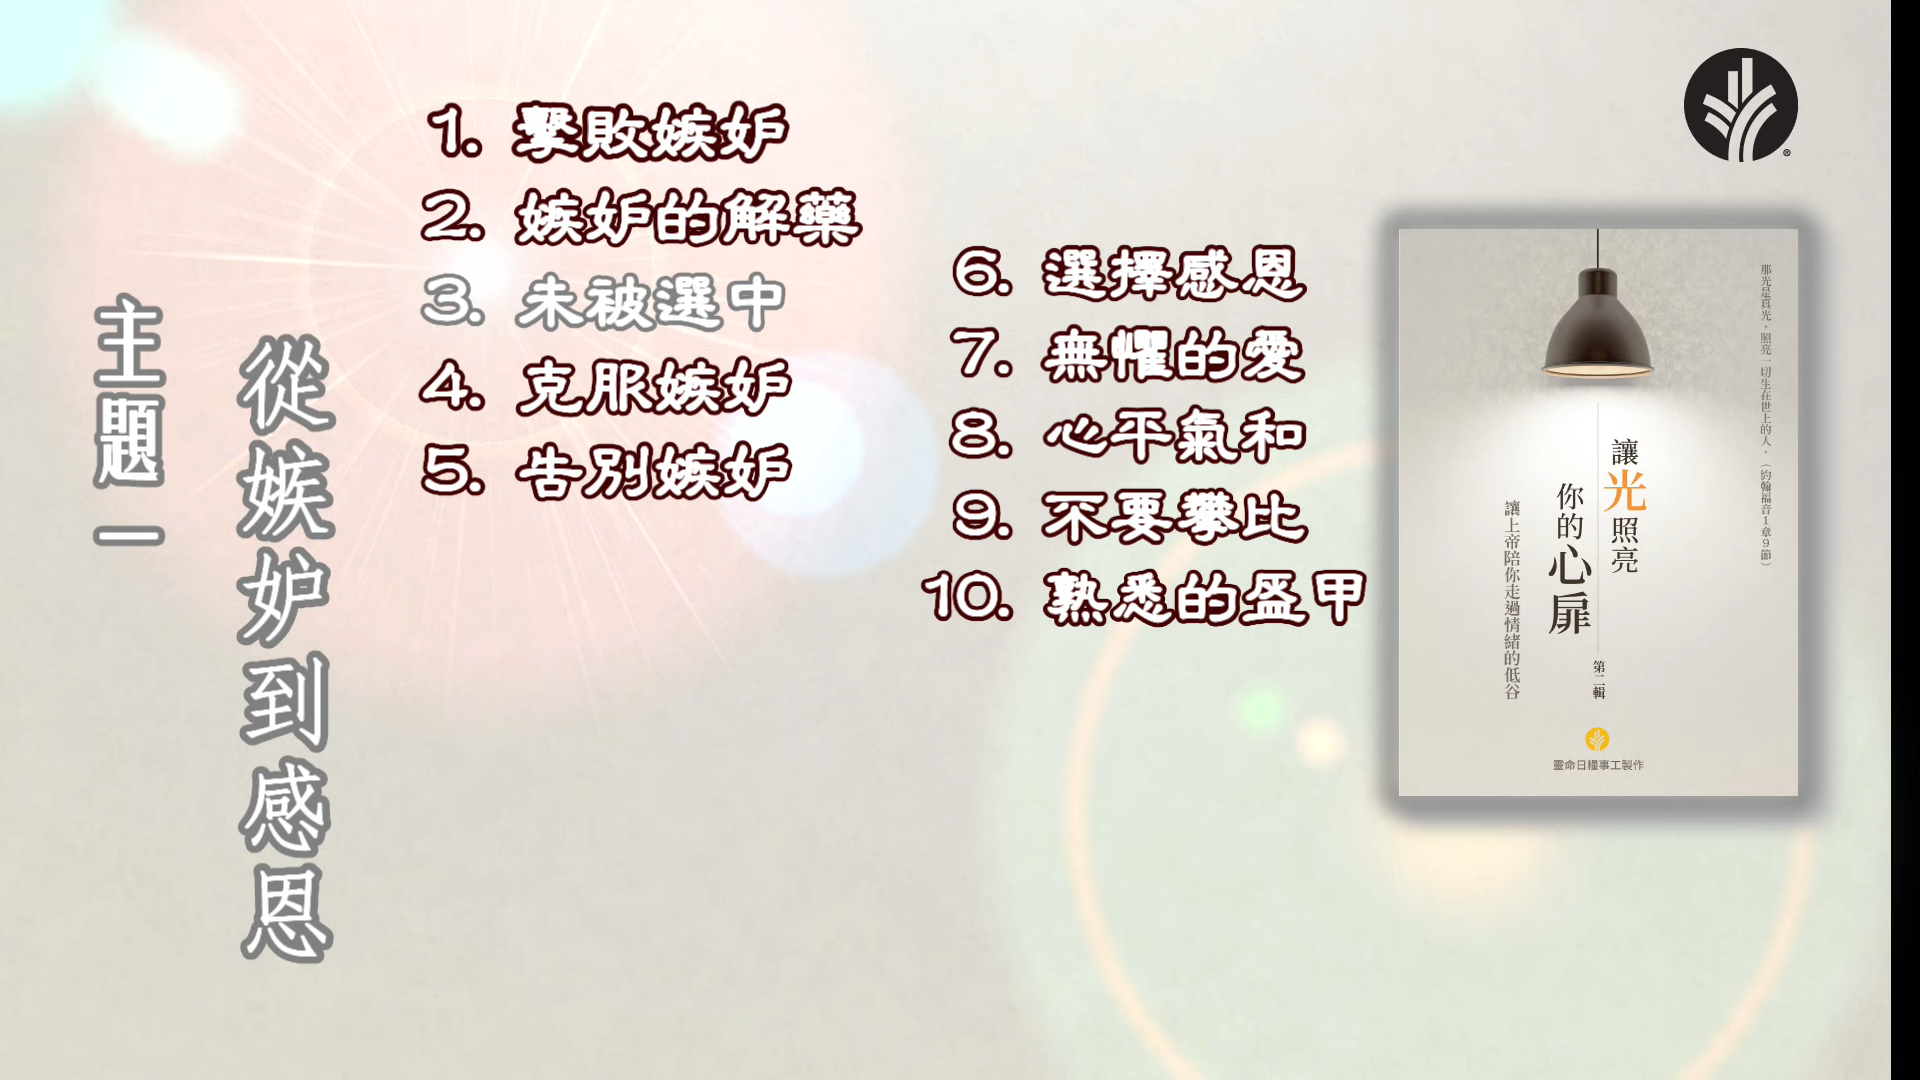 主題一
從嫉妒到感恩
1. 擊敗嫉妒
2. 嫉妒的解藥
3. 未被選中
4. 克服嫉妒
5. 告別嫉妒
6. 選擇感恩
7. 無懼的愛
8. 心平氣和
9. 不要攀比
10. 熟悉的盔甲
®
那光是真光，照亮一切生在世上的人。（約翰福音1章9節）
讓光照亮
你的心扉
讓上帝陪你走過情緒的低谷
第二輯
靈命日糧事工製作